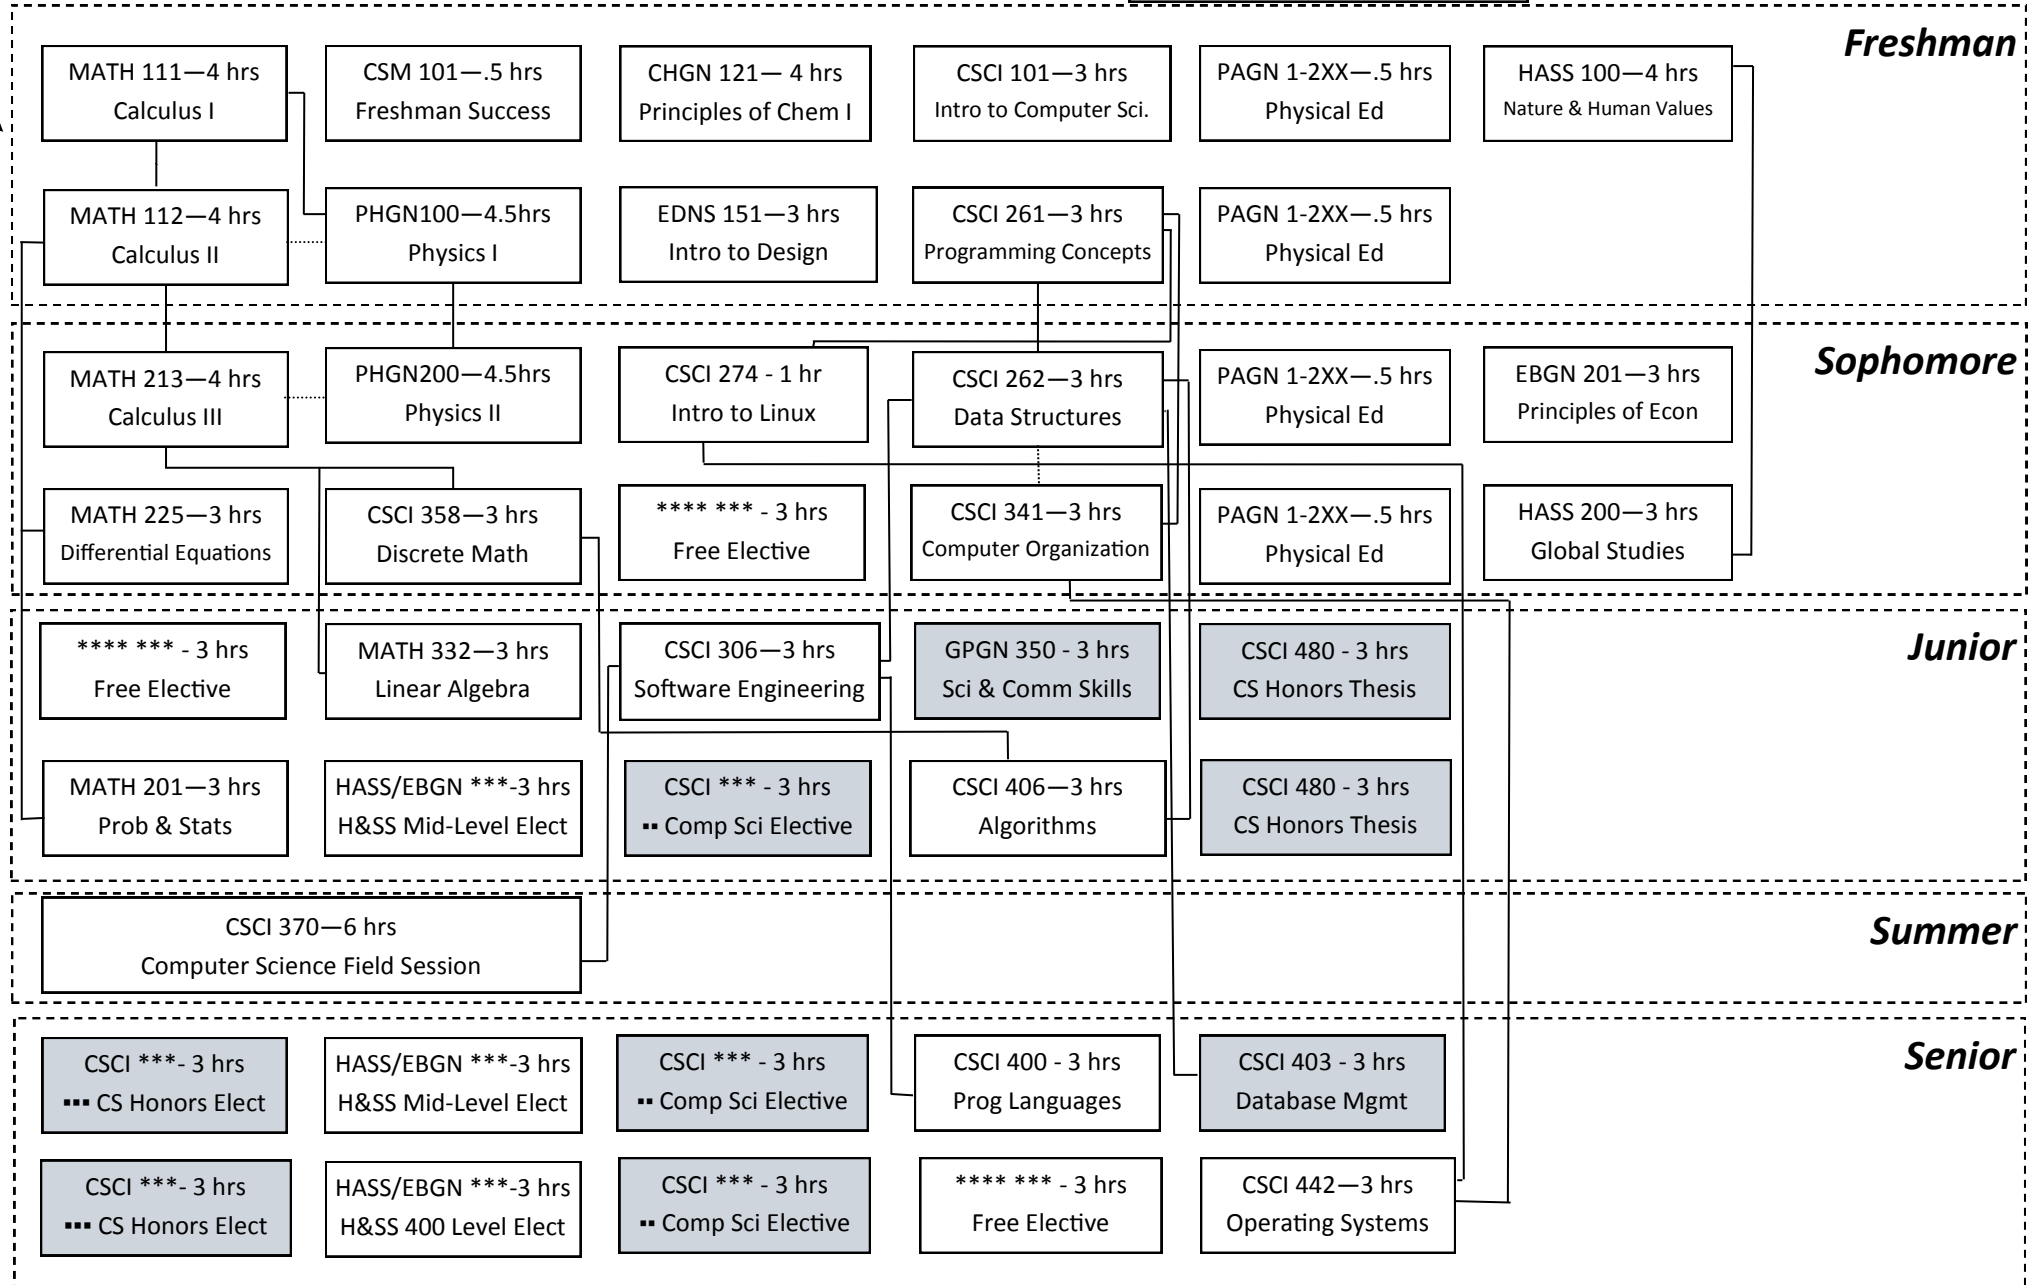 Freshman
MATH 111—4 hrs
Calculus I
CSM 101—.5 hrs
Freshman Success
CHGN 121— 4 hrs
Principles of Chem I
CSCI 101—3 hrs
Intro to Computer Sci.
PAGN 1-2XX—.5 hrs
Physical Ed
HASS 100—4 hrs
Nature & Human Values
MATH 112—4 hrs
Calculus II
PHGN100—4.5hrs
Physics I
EDNS 151—3 hrs
Intro to Design
CSCI 261—3 hrs
Programming Concepts
PAGN 1-2XX—.5 hrs
Physical Ed
Sophomore
MATH 213—4 hrs
Calculus III
PHGN200—4.5hrs
Physics II
CSCI 274 - 1 hr
Intro to Linux
CSCI 262—3 hrs
Data Structures
PAGN 1-2XX—.5 hrs
Physical Ed
EBGN 201—3 hrs
Principles of Econ
MATH 225—3 hrs
Differential Equations
CSCI 358—3 hrs
Discrete Math
**** *** - 3 hrs
Free Elective
CSCI 341—3 hrs
Computer Organization
PAGN 1-2XX—.5 hrs
Physical Ed
HASS 200—3 hrs
Global Studies
Junior
**** *** - 3 hrs
Free Elective
MATH 332—3 hrs
Linear Algebra
CSCI 306—3 hrs
Software Engineering
GPGN 350 - 3 hrs
Sci & Comm Skills
CSCI 480 - 3 hrs
CS Honors Thesis
MATH 201—3 hrs
Prob & Stats
HASS/EBGN ***-3 hrs
H&SS Mid-Level Elect
CSCI *** - 3 hrs
▪▪ Comp Sci Elective
CSCI 406—3 hrs
Algorithms
CSCI 480 - 3 hrs
CS Honors Thesis
Summer
CSCI 370—6 hrs
Computer Science Field Session
Senior
CSCI ***- 3 hrs
▪▪▪ CS Honors Elect
HASS/EBGN ***-3 hrs
H&SS Mid-Level Elect
CSCI *** - 3 hrs
▪▪ Comp Sci Elective
CSCI 400 - 3 hrs
Prog Languages
CSCI 403 - 3 hrs
Database Mgmt
CSCI ***- 3 hrs
▪▪▪ CS Honors Elect
HASS/EBGN ***-3 hrs
H&SS 400 Level Elect
CSCI *** - 3 hrs
▪▪ Comp Sci Elective
**** *** - 3 hrs
Free Elective
CSCI 442—3 hrs
Operating Systems